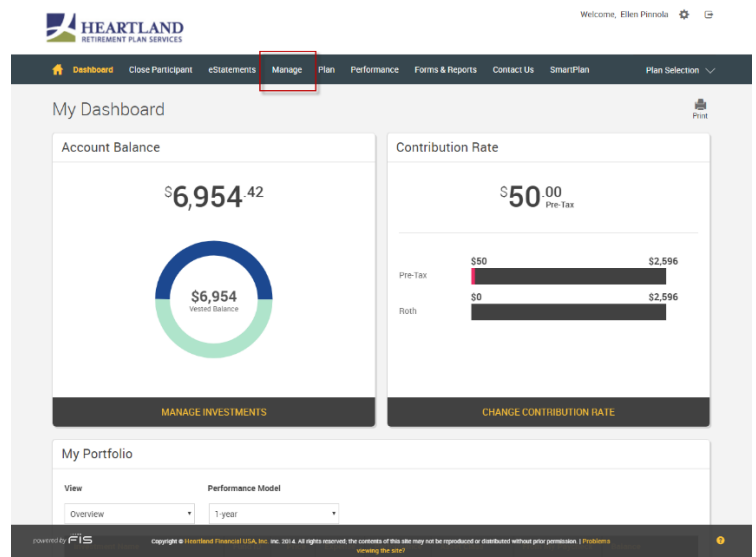 Welcome, Ellen Pinnola
HEARTLAND
RETIREMENT PLAN SERVICES
Dashboard Close Participant eStatements Manage Plan Performance Forms & Reports Contact Us SmartPlan Plan Selection
My Dashboard
Print
Account Balance
$6,954.42
$6,954
Vested Balance
MANAGE INVESTMENTS
Contribution Rate
$50.00
Pre-Tax
$50 $2,596
Pre-Tax
$0 $2,596
Roth
CHANGE CONTRIBUTION RATE
My Portfolio
View Performance Model
Overview 1-year
powered by FIS
Copyright © Heartland Financial USA, Inc. Inc. 2014. All rights reserved; the contents of this site may not be reproduced or distributed without prior permission. | Problems
viewing the site?
?